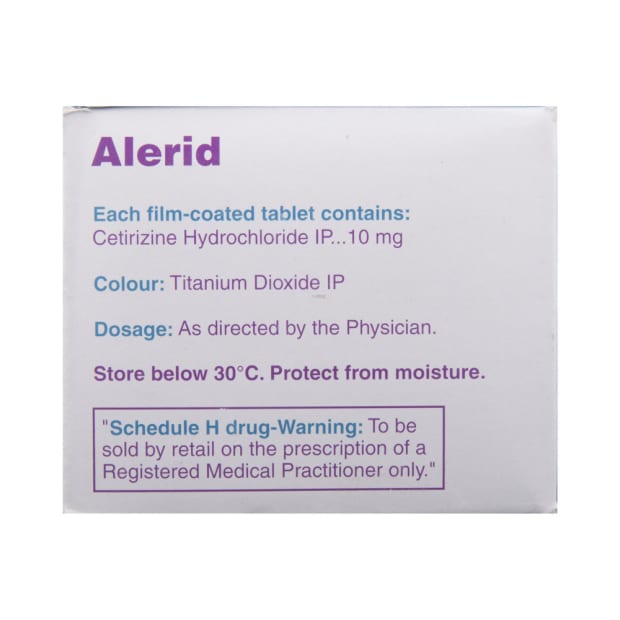 Alerid
Each film-coated tablet contains:
Cetirizine Hydrochloride IP...10 mg
Colour: Titanium Dioxide IP
Dosage: As directed by the Physician.
Store below 30°C. Protect from moisture.
"Schedule H drug-Warning: To be
sold by retail on the prescription of a
Registered Medical Practitioner only."